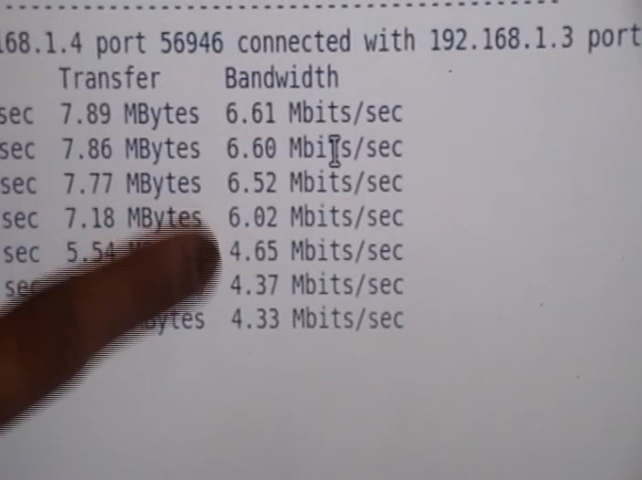 68.1.4 port 56946 connected with 192.168.1.3 port
Transfer Bandwidth
sec 7.89 MBytes 6.61 Mbits/sec
sec 7.86 MBytes 6.60 Mbits/sec
sec 7.77 MBytes 6.52 Mbits/sec
sec 7.18 MBytes 6.02 Mbits/sec
sec 5.54 4.65 Mbits/sec
4.37 Mbits/sec
4.33 Mbits/sec